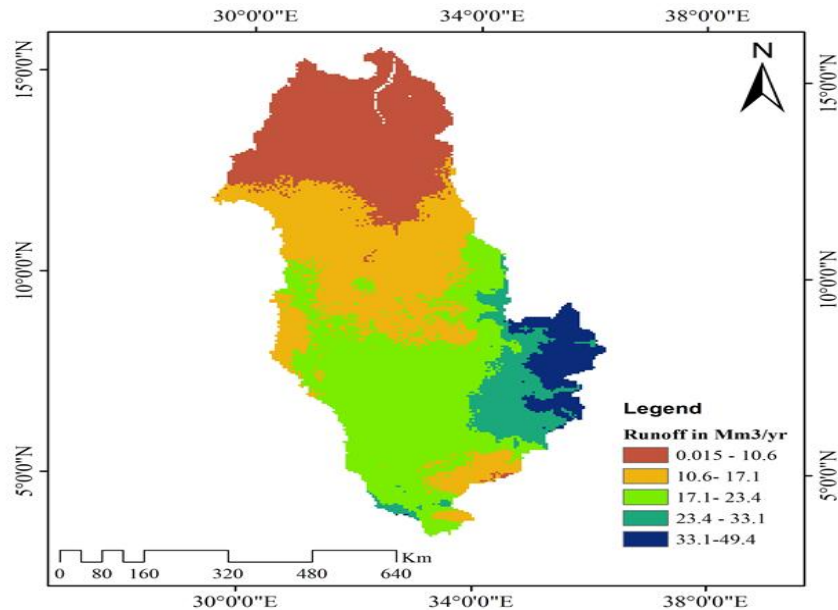 30°0'0"E 34°0'0"E 38°0'0"E
N
15°0'0"N
15°0'0"N
10°0'0"N
10°0'0"N
5°0'0"N
5°0'0"N
Legend
Runoff in Mm3/yr
0.015 - 10.6
10.6- 17.1
17.1- 23.4
23.4 - 33.1
33.1-49.4
Km
0 80 160 320 480 640
30°0'0"E 34°0'0"E 38°0'0"E